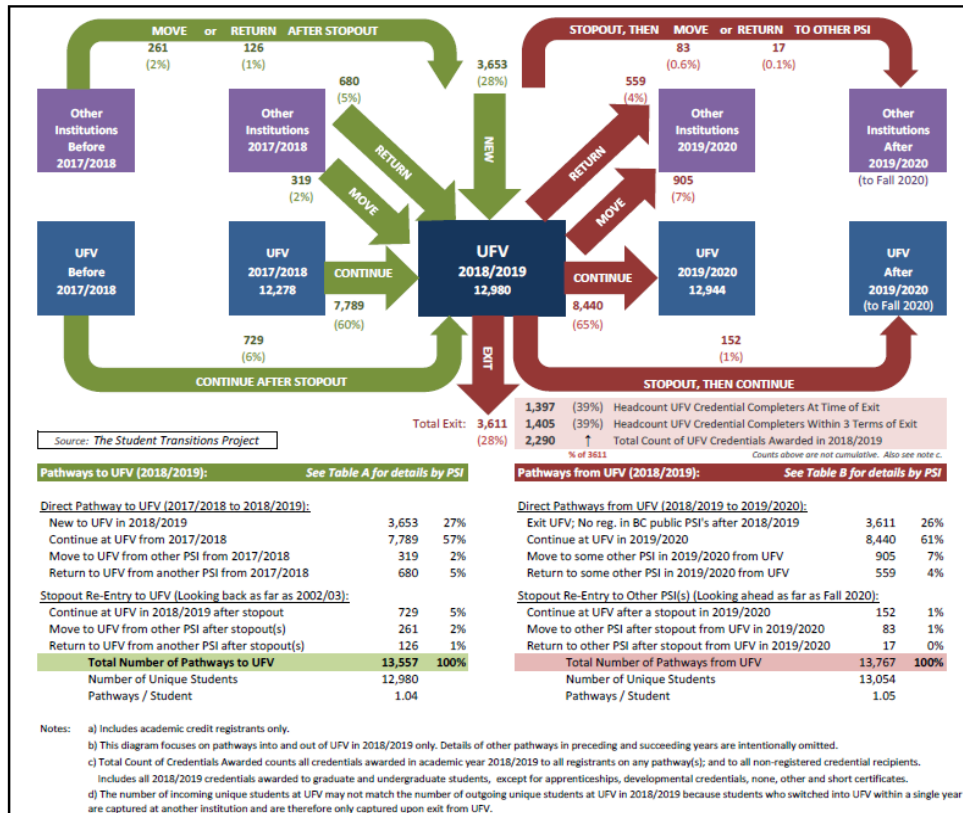 MOVE or RETURN AFTER STOPOUT
261 126
(2%) (1%)
STOPOUT, THEN MOVE or RETURN TO OTHER PSI
83 17
(0.6%) (0.1%)
680
(5%)
3,653
(28%)
559
(4%)
Other
Institutions
Before
2017/2018
Other
Institutions
2017/2018
RETURN
NEW
RETURN
Other
Institutions
2019/2020
Other
Institutions
After
2019/2020
(to Fall 2020)
319
(2%)
MOVE
MOVE
905
(7%)
UFV
Before
2017/2018
UFV
2017/2018
12,278
CONTINUE
7,789
(60%)
UFV
2018/2019
12,980
CONTINUE
8,440
(65%)
UFV
2019/2020
12,944
UFV
After
2019/2020
(to Fall 2020)
729
(6%)
CONTINUE AFTER STOPOUT
EXIT
152
(1%)
STOPOUT, THEN CONTINUE
Total Exit: 3,611
(28%)
1,397 (39%) Headcount UFV Credential Completers At Time of Exit
1,405 (39%) Headcount UFV Credential Completers Within 3 Terms of Exit
2,290 ↑ Total Count of UFV Credentials Awarded in 2018/2019
% of 3611 Counts above are not cumulative. Also see note c.
Source: The Student Transitions Project
Pathways to UFV (2018/2019): See Table A for details by PSI
Direct Pathway to UFV (2017/2018 to 2018/2019):
New to UFV in 2018/2019 3,653 27%
Continue at UFV from 2017/2018 7,789 57%
Move to UFV from other PSI from 2017/2018 319 2%
Return to UFV from another PSI from 2017/2018 680 5%
Stopout Re-Entry to UFV (Looking back as far as 2002/03):
Continue at UFV in 2018/2019 after stopout 729 5%
Move to UFV from other PSI after stopout(s) 261 2%
Return to UFV from another PSI after stopout(s) 126 1%
Total Number of Pathways to UFV 13,557 100%
Number of Unique Students 12,980
Pathways / Student 1.04
Pathways from UFV (2018/2019): See Table B for details by PSI
Direct Pathways from UFV (2018/2019 to 2019/2020):
Exit UFV; No reg. in BC public PSI's after 2018/2019 3,611 26%
Continue at UFV in 2019/2020 8,440 61%
Move to some other PSI in 2019/2020 from UFV 905 7%
Return to some other PSI in 2019/2020 from UFV 559 4%
Stopout Re-Entry to Other PSI(s) (Looking ahead as far as Fall 2020):
Continue at UFV after a stopout in 2019/2020 152 1%
Move to other PSI after stopout from UFV in 2019/2020 83 1%
Return to other PSI after stopout from UFV in 2019/2020 17 0%
Total Number of Pathways from UFV 13,767 100%
Number of Unique Students 13,054
Pathways / Student 1.05
Notes: a) Includes academic credit registrants only.
b) This diagram focuses on pathways into and out of UFV in 2018/2019 only. Details of other pathways in preceding and succeeding years are intentionally omitted.
c) Total Count of Credentials Awarded counts all credentials awarded in academic year 2018/2019 to all registrants on any pathway(s); and to all non-registered credential recipients.
Includes all 2018/2019 credentials awarded to graduate and undergraduate students, except for apprenticeships, developmental credentials, none, other and short certificates.
d) The number of incoming unique students at UFV may not match the number of outgoing unique students at UFV in 2018/2019 because students who switched into UFV within a single year
are captured at another institution and are therefore only captured upon exit from UFV.